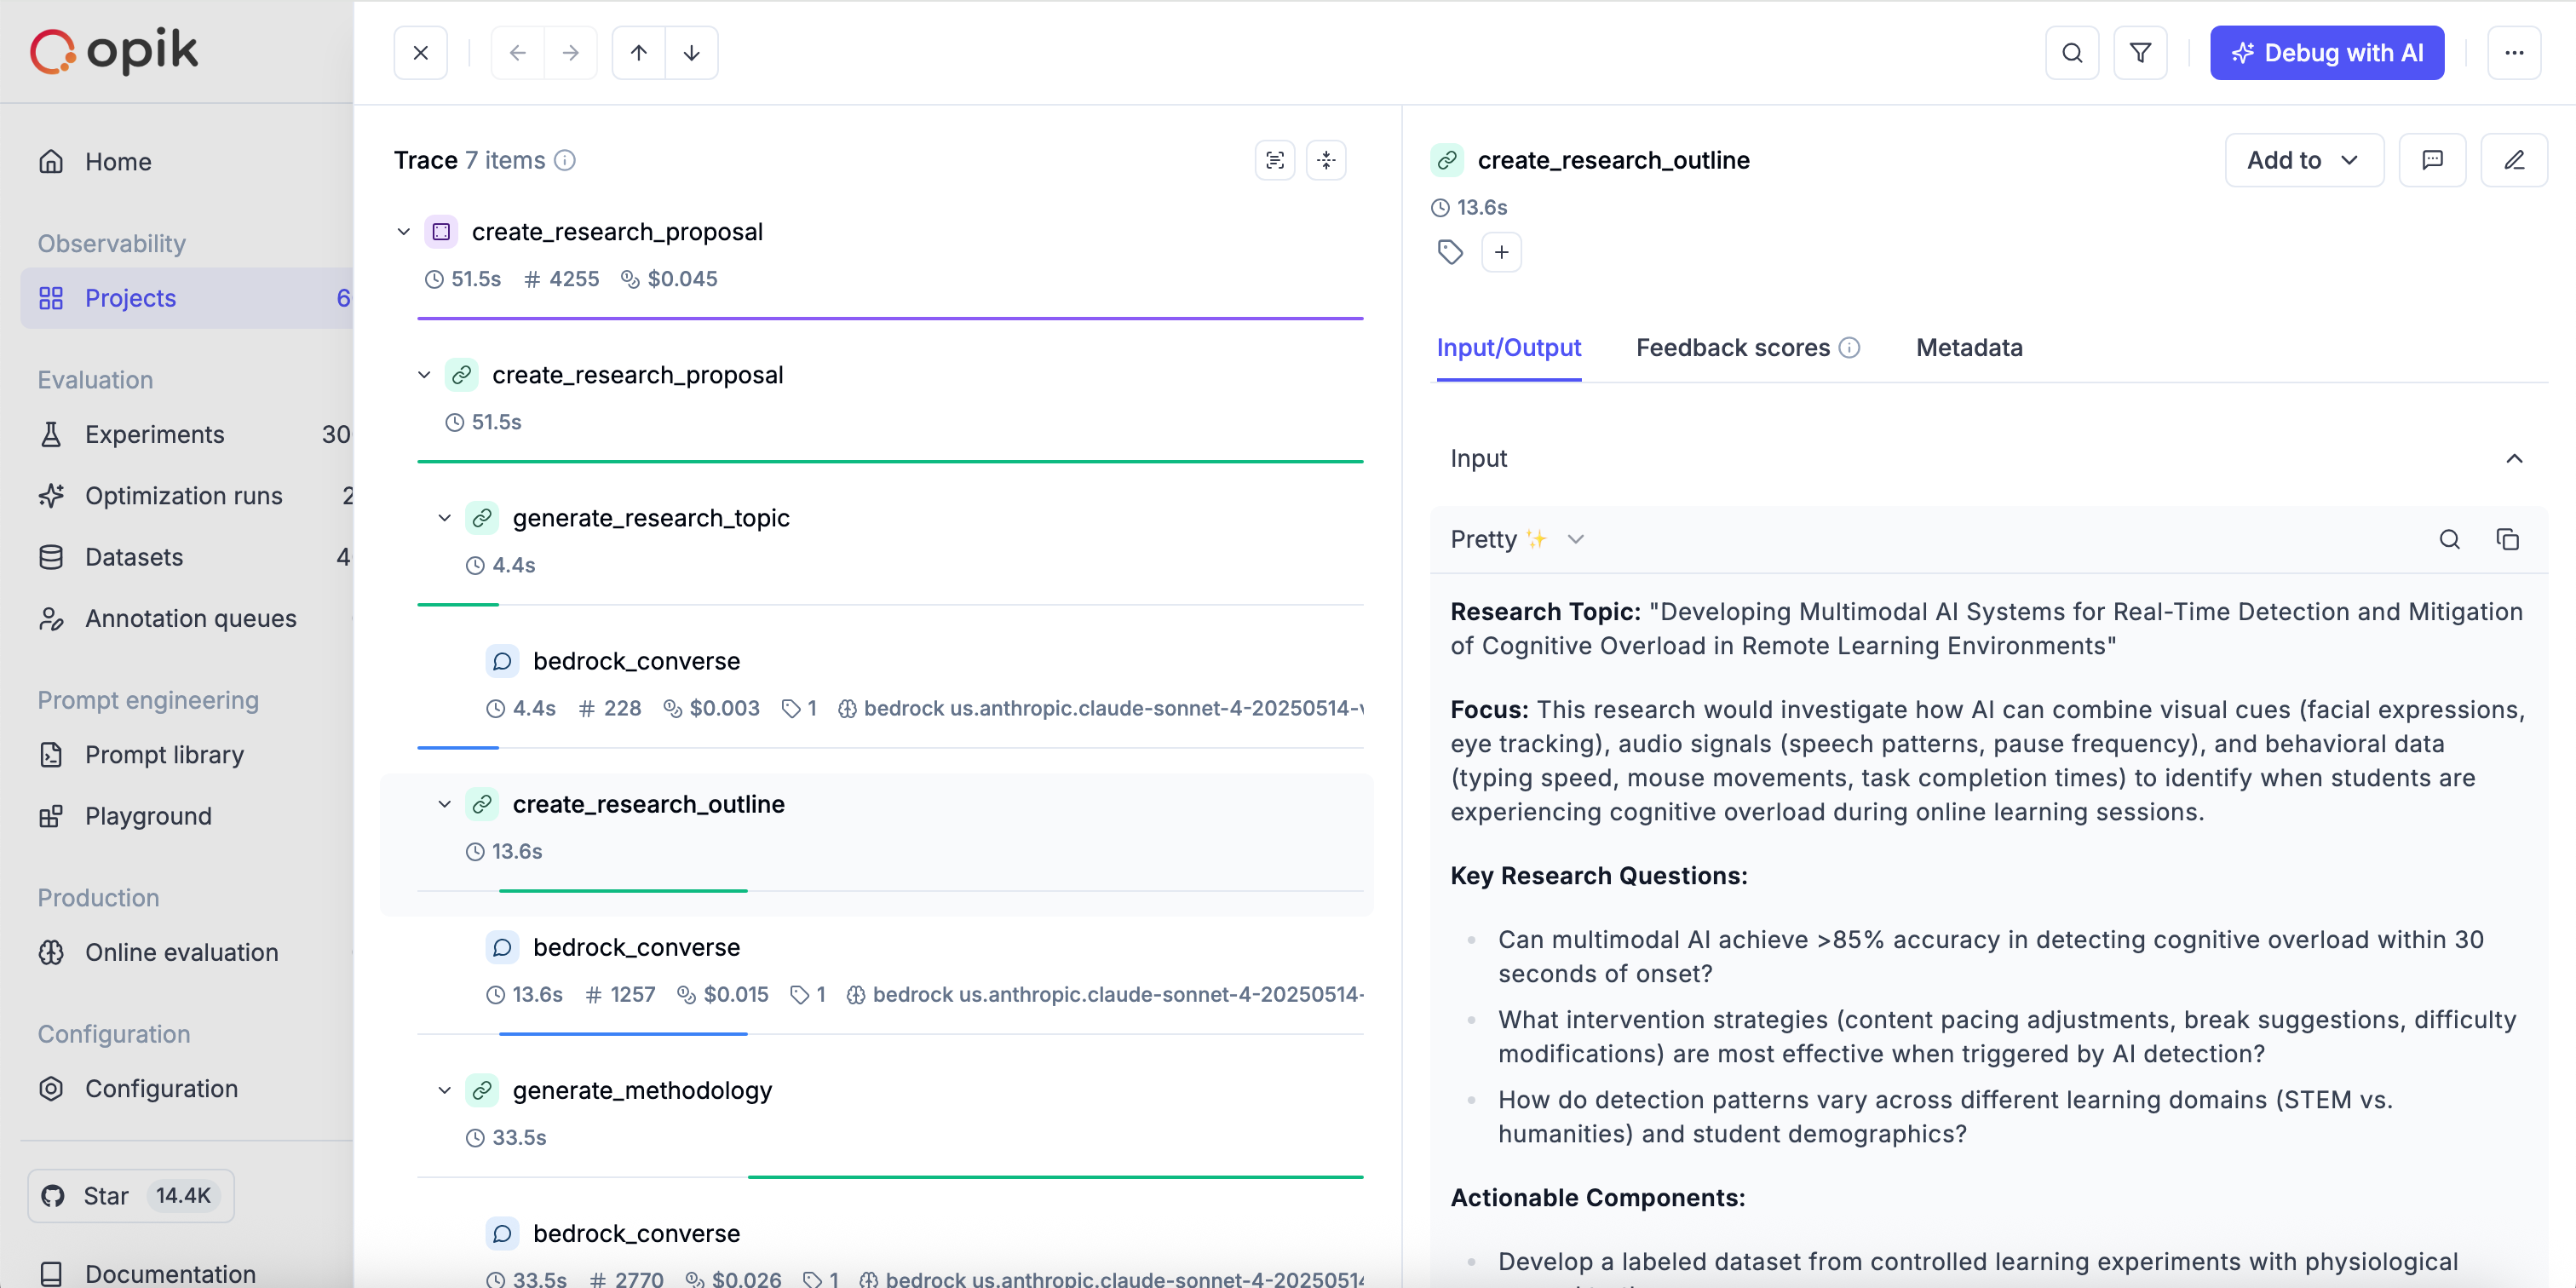 opik
Home
Observability
Projects 6
Evaluation
Experiments 30
Optimization runs 2
Datasets 4
Annotation queues
Prompt engineering
Prompt library
Playground
Production
Online evaluation
Configuration
Configuration
Star 14.4K
Documentation
Debug with AI
Trace 7 items
create_research_proposal
51.5s # 4255 $0.045
create_research_proposal
51.5s
generate_research_topic
4.4s
bedrock_converse
4.4s # 228 $0.003 1 bedrock us.anthropic.claude-sonnet-4-20250514-v
create_research_outline
13.6s
bedrock_converse
13.6s # 1257 $0.015 1 bedrock us.anthropic.claude-sonnet-4-20250514-
generate_methodology
33.5s
bedrock_converse
33.5s # 2770 $0.026 1 bedrock us.anthropic.claude-sonnet-4-20250514
create_research_outline
Add to
13.6s
Input/Output Feedback scores Metadata
Input
Pretty ✨
Research Topic: "Developing Multimodal AI Systems for Real-Time Detection and Mitigation
of Cognitive Overload in Remote Learning Environments"
Focus: This research would investigate how AI can combine visual cues (facial expressions,
eye tracking), audio signals (speech patterns, pause frequency), and behavioral data
(typing speed, mouse movements, task completion times) to identify when students are
experiencing cognitive overload during online learning sessions.
Key Research Questions:
• Can multimodal AI achieve >85% accuracy in detecting cognitive overload within 30
seconds of onset?
• What intervention strategies (content pacing adjustments, break suggestions, difficulty
modifications) are most effective when triggered by AI detection?
• How do detection patterns vary across different learning domains (STEM vs.
humanities) and student demographics?
Actionable Components:
• Develop a labeled dataset from controlled learning experiments with physiological